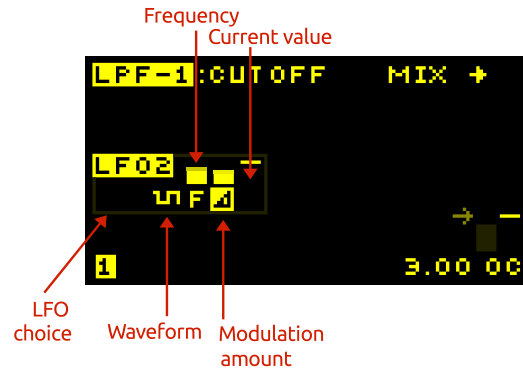 Frequency
Current value
LPF-1:CUTOFF MIX →
LFO2
F
→
1
3.00 OC
LFO
choice
Waveform
Modulation
amount